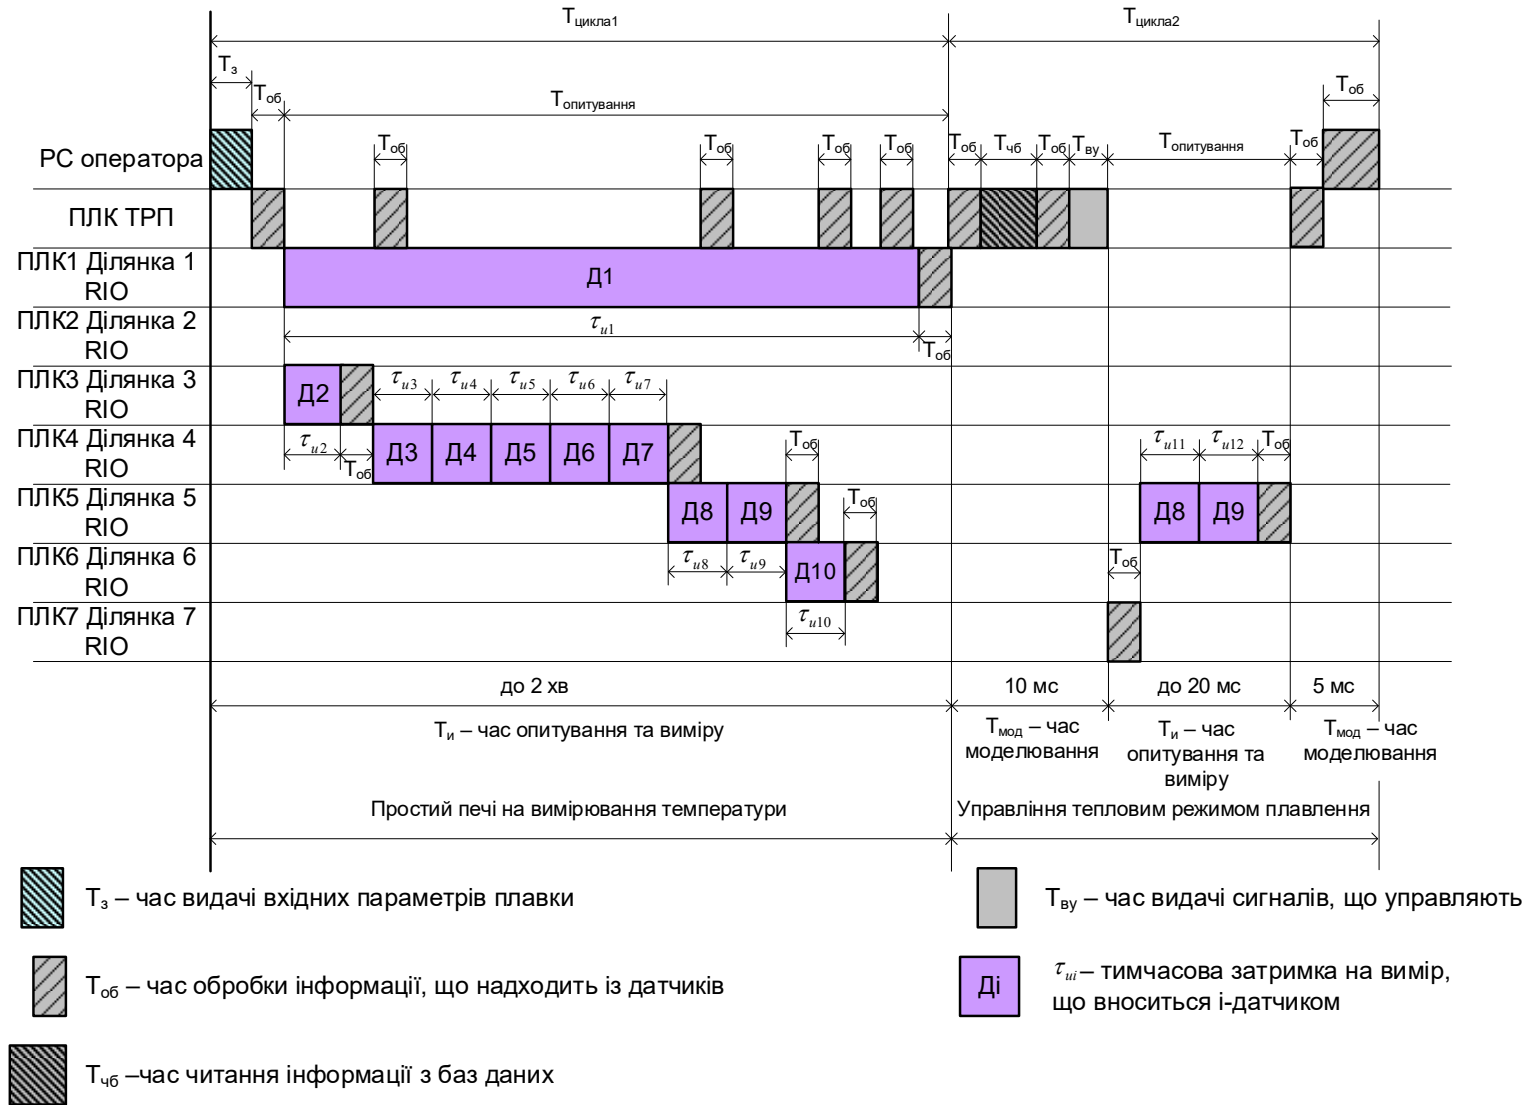 Тцикла1
Тцикла2
Тз
Тоб
Тоб
Топитування
РС оператора
Тоб
Тоб
Тоб
Тоб
Тоб
Тчб
Тоб
Тву
Топитування
Тоб
ПЛК ТРП
ПЛК1 Ділянка 1
RIO
Д1
ПЛК2 Ділянка 2
RIO
τu1
Тоб
ПЛК3 Ділянка 3
RIO
Д2
τu3
τu4
τu5
τu6
τu7
ПЛК4 Ділянка 4
RIO
τu2
Тоб
Д3
Д4
Д5
Д6
Д7
Тоб
τu11
τu12
Тоб
ПЛК5 Ділянка 5
RIO
Д8
Д9
Тоб
Д8
Д9
ПЛК6 Ділянка 6
RIO
τu8
τu9
Д10
Тоб
ПЛК7 Ділянка 7
RIO
τu10
до 2 хв
10 мс
до 20 мс
5 мс
Ти – час опитування та виміру
Тмод – час
моделювання
Ти – час
опитування та
виміру
Тмод – час
моделювання
Простий печі на вимірювання температури
Управління тепловим режимом плавлення
Тз – час видачі вхідних параметрів плавки
Тву – час видачі сигналів, що управляють
Тоб – час обробки інформації, що надходить із датчиків
Ді
τui – тимчасова затримка на вимір,
що вноситься і-датчиком
Тчб –час читання інформації з баз даних